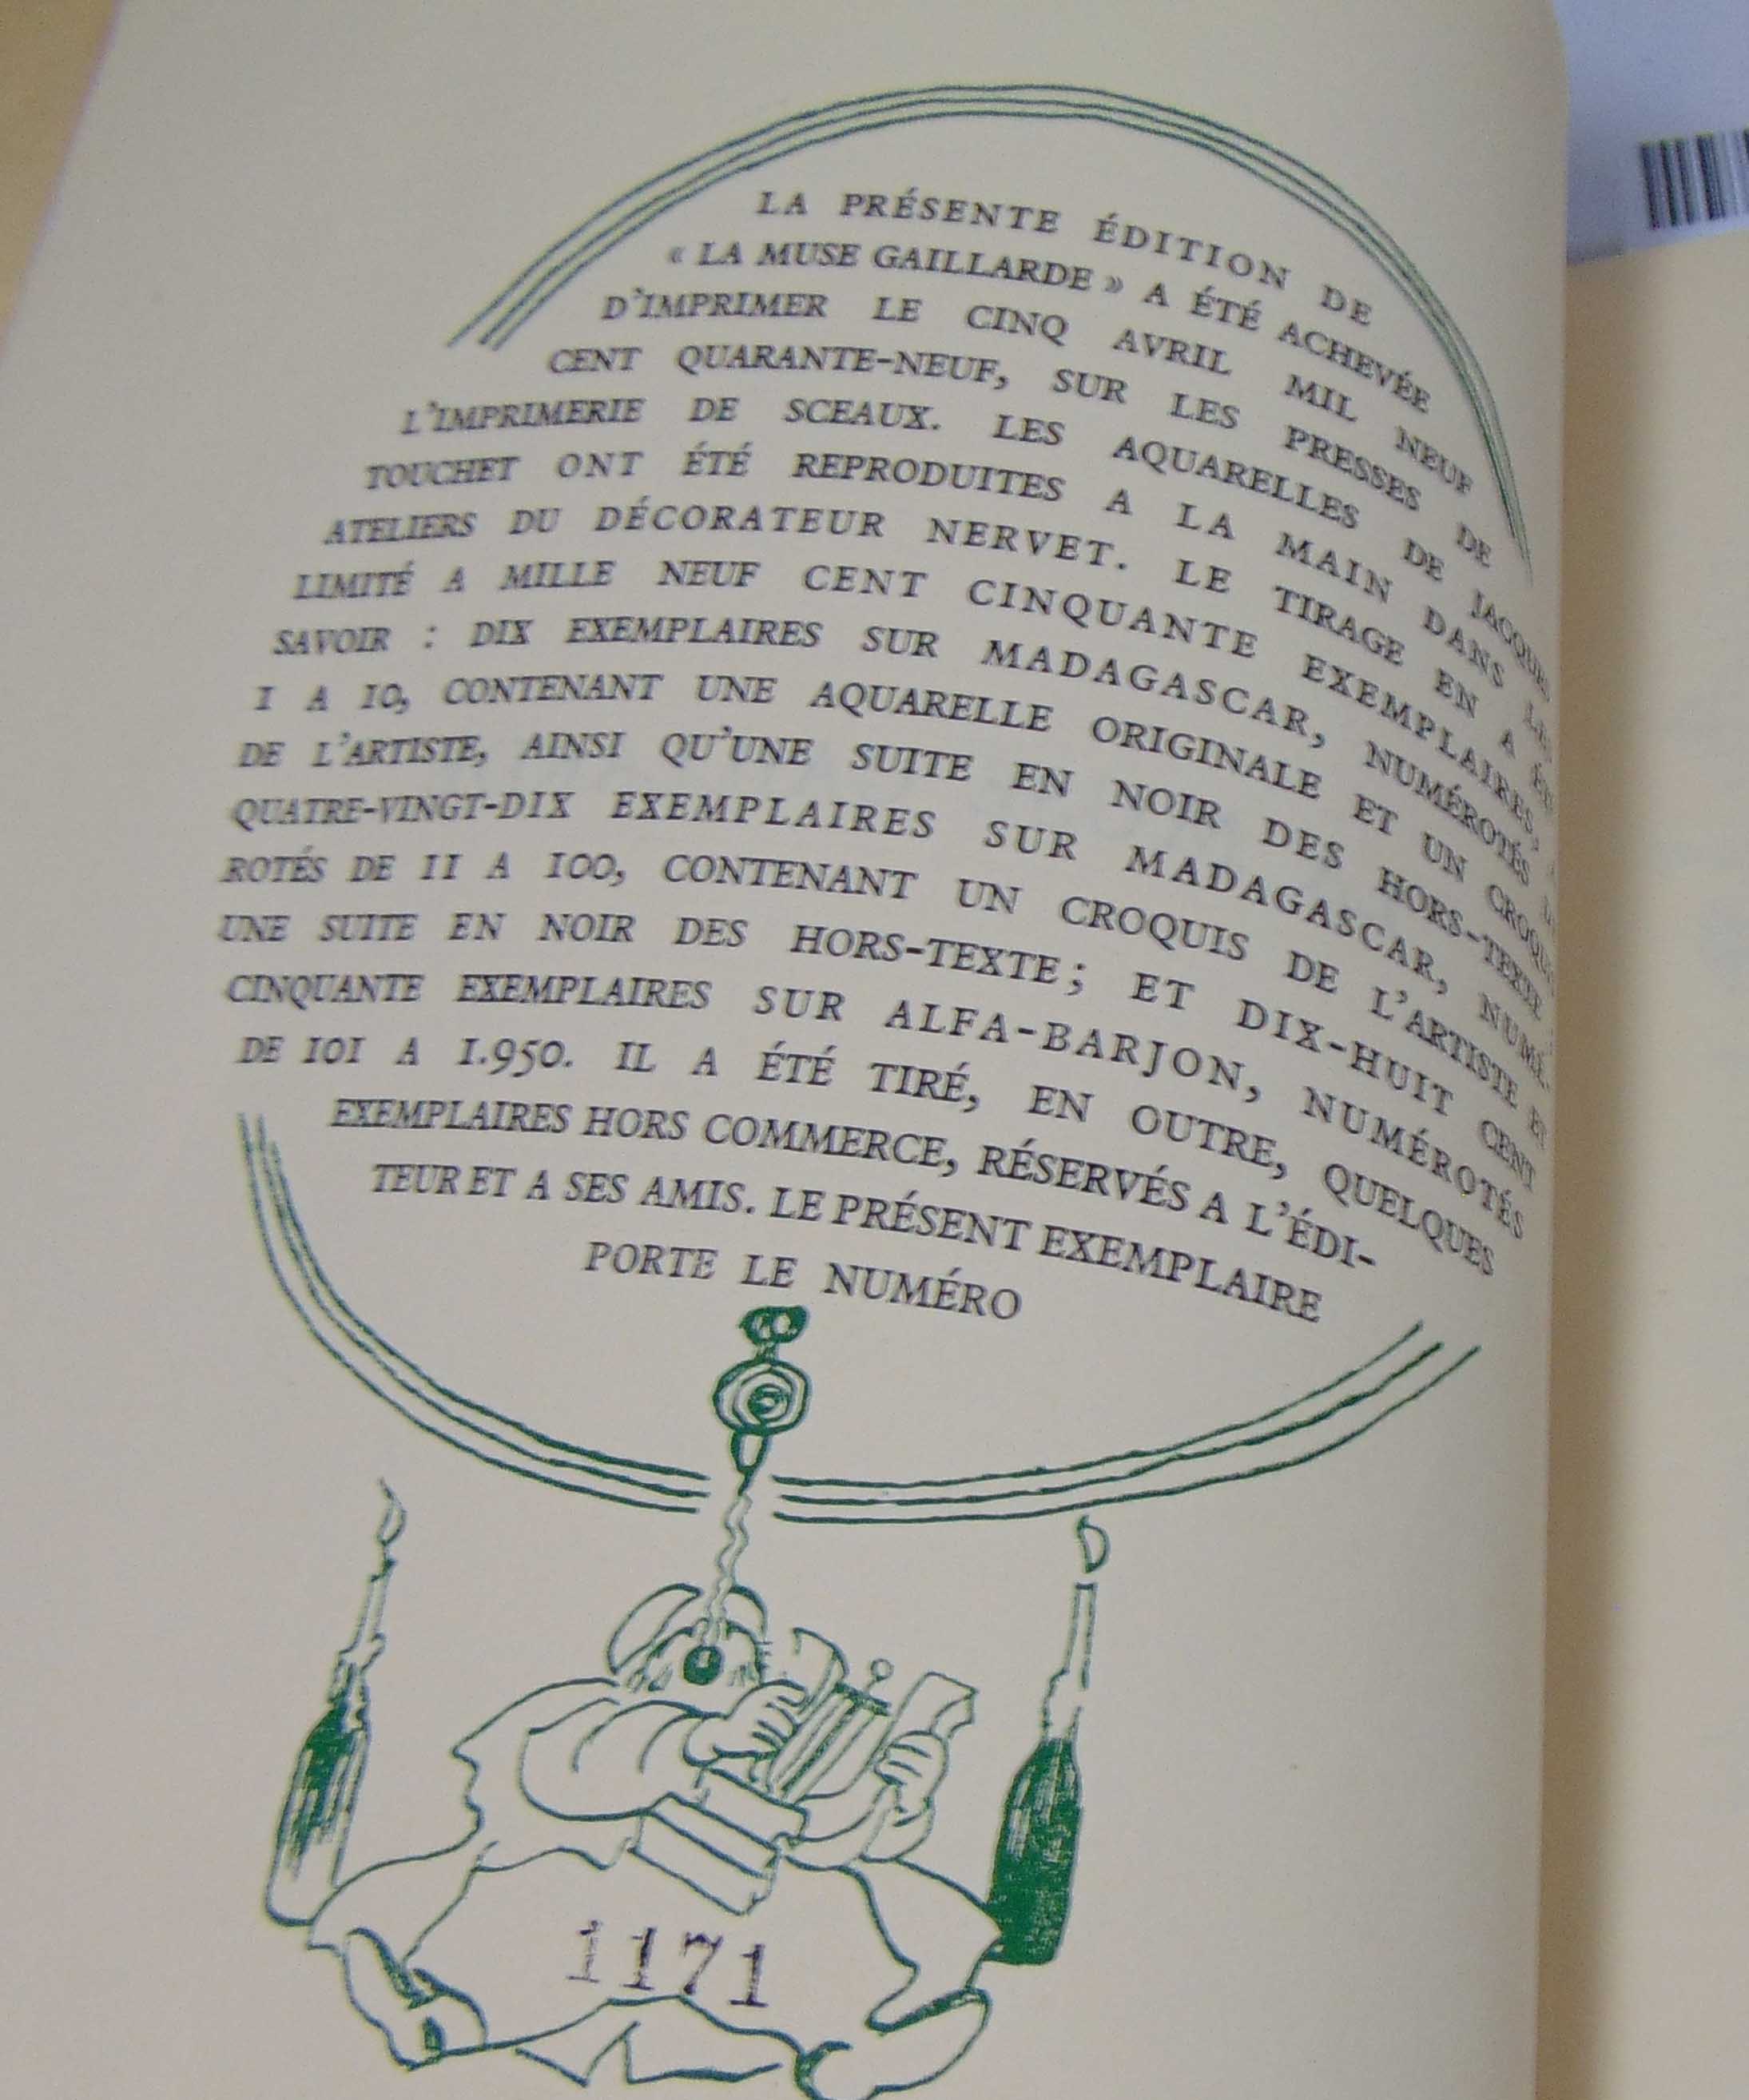 LA PRÉSENTE ÉDITION DE
« LA MUSE GAILLARDE » A ÉTÉ ACHEVÉE
D'IMPRIMER LE CINQ AVRIL MIL NEUF
CENT QUARANTE-NEUF, SUR LES PRESSES DE
L'IMPRIMERIE DE SCEAUX. LES AQUARELLES DE JACQUES
TOUCHET ONT ÉTÉ REPRODUITES A LA MAIN DANS LES
ATELIERS DU DÉCORATEUR NERVET. LE TIRAGE EN A ÉTÉ
LIMITÉ A MILLE NEUF CENT CINQUANTE EXEMPLAIRES,
SAVOIR : DIX EXEMPLAIRES SUR MADAGASCAR, NUMÉROTÉS
1 A 10, CONTENANT UNE AQUARELLE ORIGINALE ET UN CROQUIS
DE L'ARTISTE, AINSI QU'UNE SUITE EN NOIR DES HORS-TEXTE
QUATRE-VINGT-DIX EXEMPLAIRES SUR MADAGASCAR, NUMÉ-
ROTÉS DE 11 A 100, CONTENANT UN CROQUIS DE L'ARTISTE ET
UNE SUITE EN NOIR DES HORS-TEXTE ; ET DIX-HUIT CENT
CINQUANTE EXEMPLAIRES SUR ALFA-BARJON, NUMÉROTÉS
DE 101 A 1.950. IL A ÉTÉ TIRÉ, EN OUTRE, QUELQUES
EXEMPLAIRES HORS COMMERCE, RÉSERVÉS A L'ÉDI-
TEUR ET A SES AMIS. LE PRÉSENT EXEMPLAIRE
PORTE LE NUMÉRO
1171